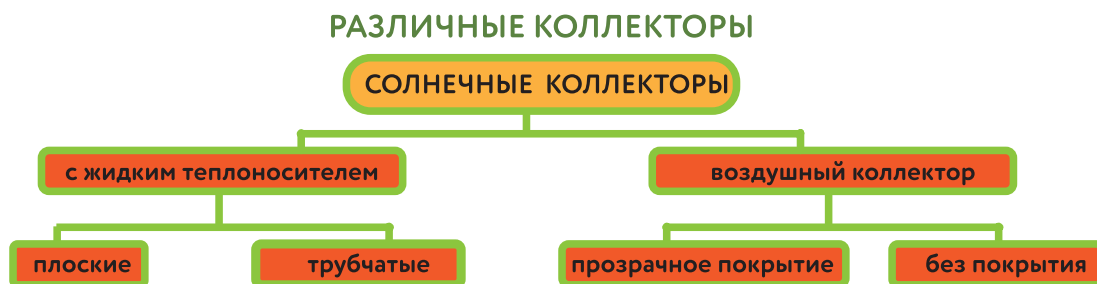 РАЗЛИЧНЫЕ КОЛЛЕКТОРЫ
СОЛНЕЧНЫЕ КОЛЛЕКТОРЫ
с жидким теплоносителем
воздушный коллектор
плоские
трубчатые
прозрачное покрытие
без покрытия